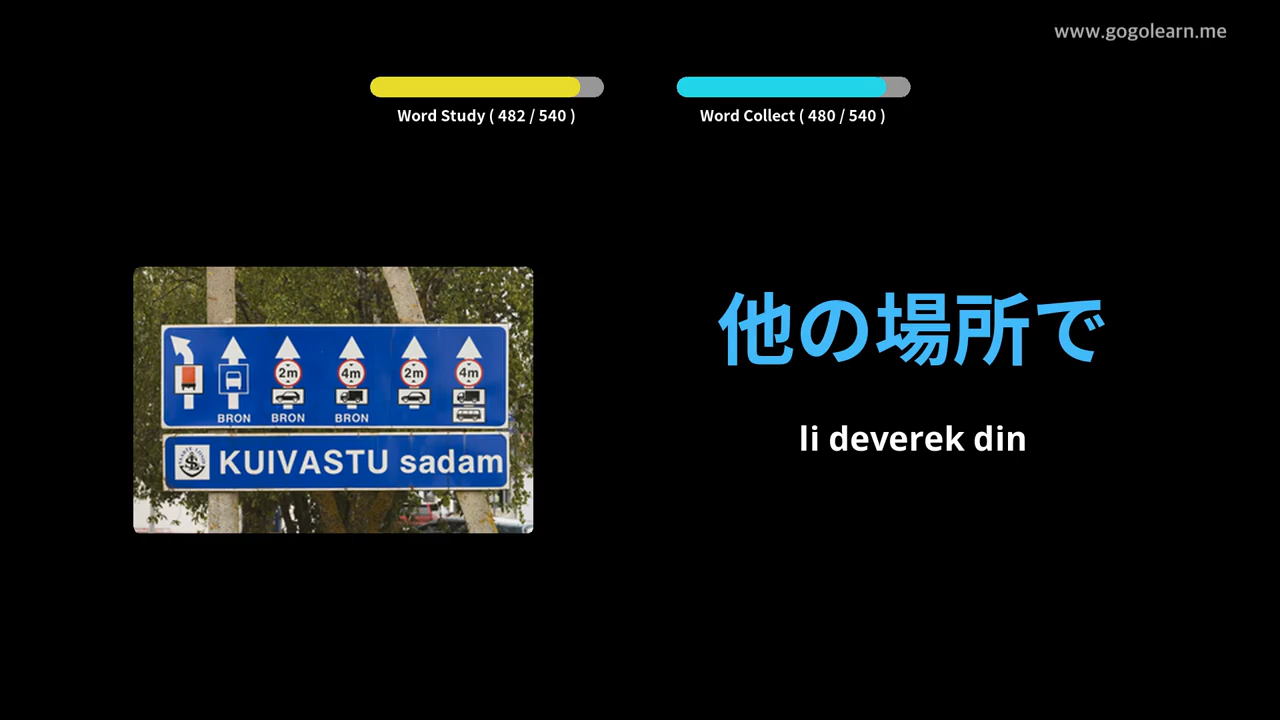 www.gogolearn.me
Word Study ( 482 / 540 )
Word Collect ( 480 / 540 )
2m 4m 2m 4m
BRON BRON BRON
KUIVASTU sadam
他の場所で
li deverek din